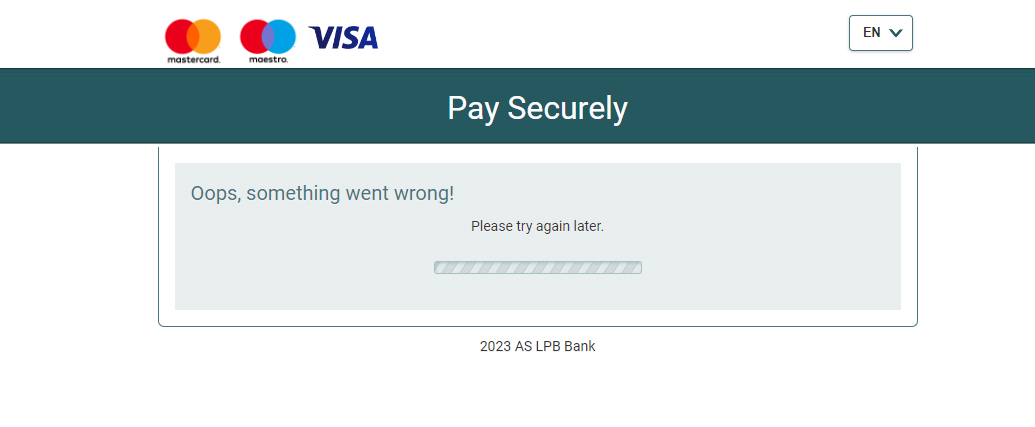 mastercard.
maestro.
VISA
EN
Pay Securely
Oops, something went wrong!
Please try again later.
2023 AS LPB Bank